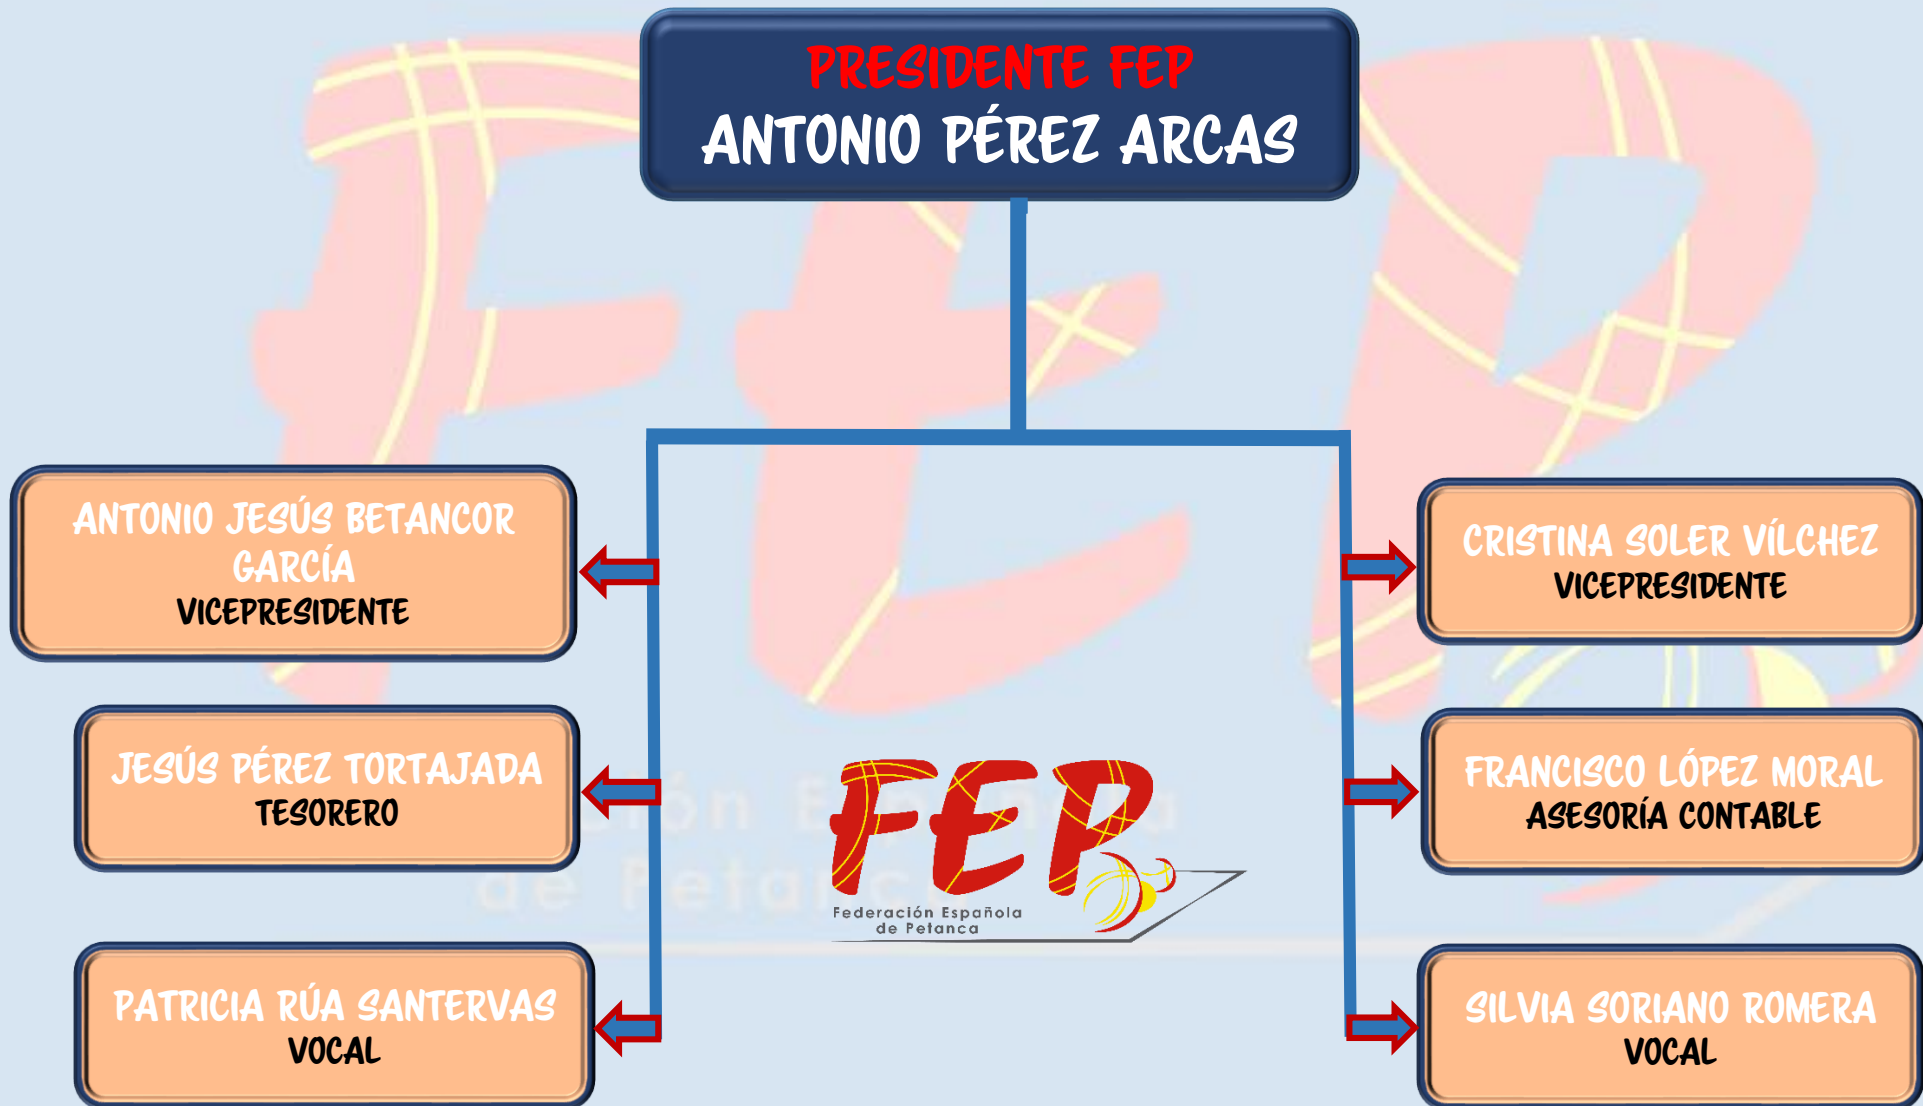 PRESIDENTE FEP
ANTONIO PÉREZ ARCAS
ANTONIO JESÚS BETANCOR
GARCÍA
VICEPRESIDENTE
CRISTINA SOLER VÍLCHEZ
VICEPRESIDENTE
JESÚS PÉREZ TORTAJADA
TESORERO
FRANCISCO LÓPEZ MORAL
ASESORÍA CONTABLE
FEP
Federación Española
de Petanca
PATRICIA RÚA SANTERVAS
VOCAL
SILVIA SORIANO ROMERA
VOCAL